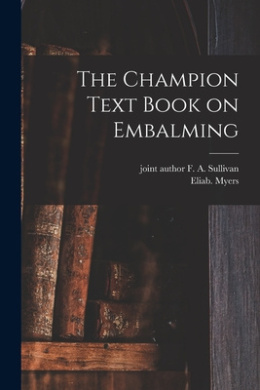 The Champion
Text Book on
Embalming
joint author F. A. Sullivan
Eliab. Myers